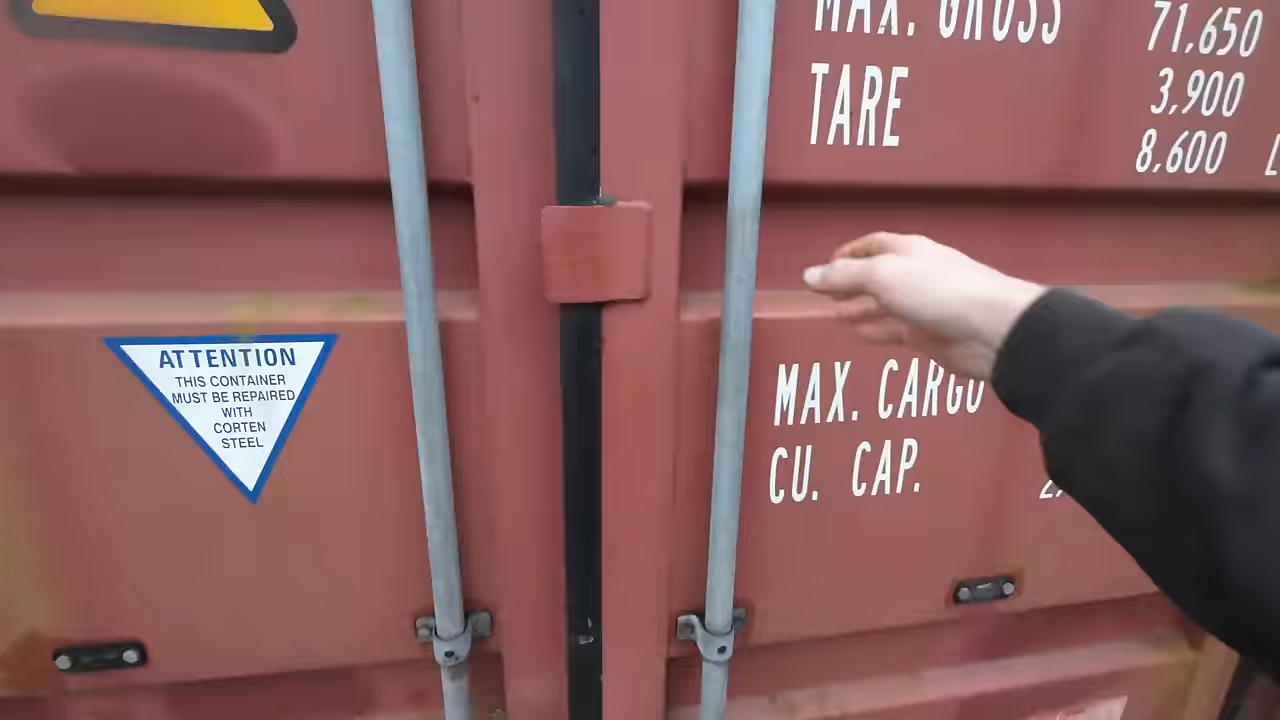 MAX. GROSS 71,650
TARE 3,900
8,600 L
ATTENTION
THIS CONTAINER
MUST BE REPAIRED
WITH
CORTEN
STEEL
MAX. CARGO
CU. CAP. 2,